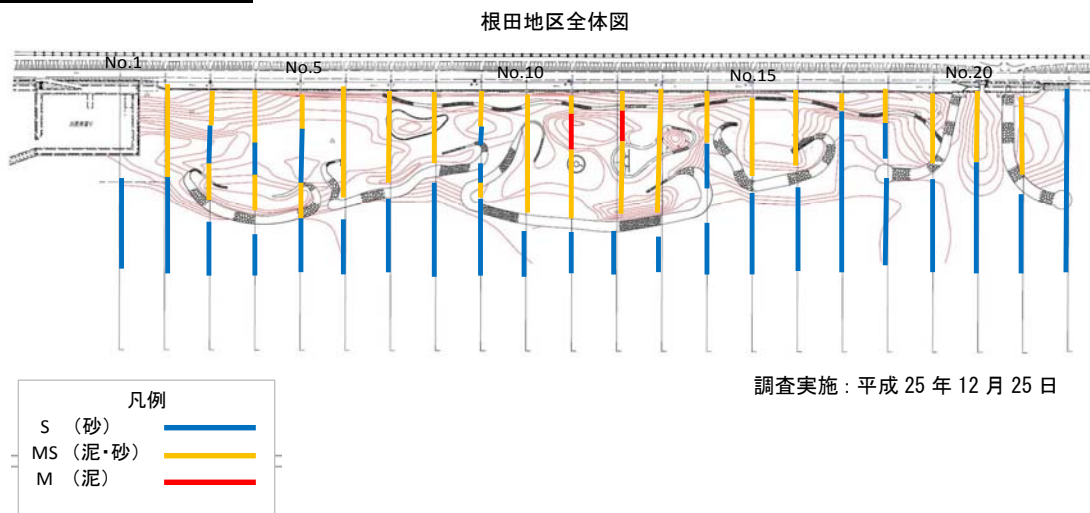 根田地区全体図
No.1
No.5
No.10
No.15
No.20
調査実施：平成 25 年 12 月 25 日
凡例
S （砂）
MS （泥・砂）
M （泥）